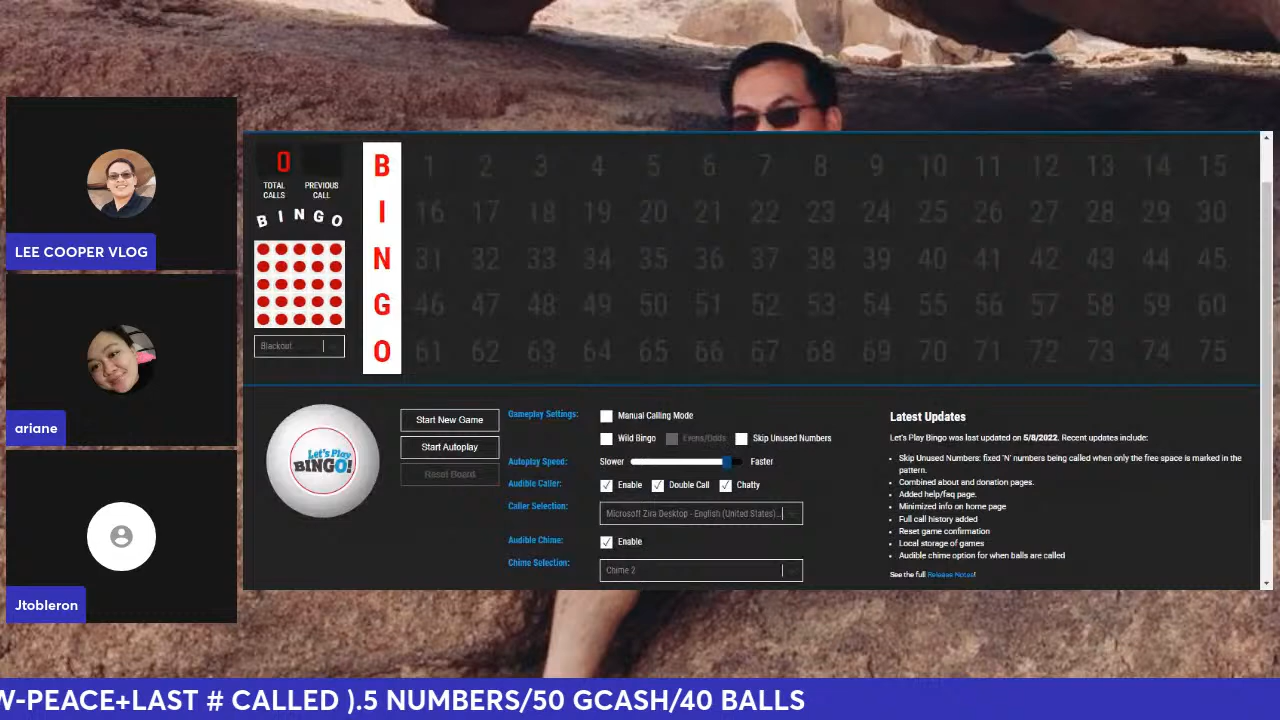 LEE COOPER VLOG
ariane
Jtobleron
0
TOTAL CALLS
PREVIOUS CALL
B I N G O
Blackout
B 1 2 3 4 5 6 7 8 9 10 11 12 13 14 15
I 16 17 18 19 20 21 22 23 24 25 26 27 28 29 30
N 31 32 33 34 35 36 37 38 39 40 41 42 43 44 45
G 46 47 48 49 50 51 52 53 54 55 56 57 58 59 60
O 61 62 63 64 65 66 67 68 69 70 71 72 73 74 75
Let's Play
BINGO!
Start New Game
Start Autoplay
Reset Board
Gameplay Settings:
Manual Calling Mode
Wild Bingo
Evens/Odds
Skip Unused Numbers
Autoplay Speed:
Slower
Faster
Audible Caller:
Enable
Double Call
Chatty
Caller Selection:
Microsoft Zira Desktop - English (United States)...
Audible Chime:
Enable
Chime Selection:
Chime 2
Latest Updates
Let's Play Bingo was last updated on 5/8/2022. Recent updates include:
Skip Unused Numbers: fixed 'N' numbers being called when only the free space is marked in the
pattern.
Combined about and donation pages.
Added help/faq page.
Minimized info on home page
Full call history added
Reset game confirmation
Local storage of games
Audible chime option for when balls are called
See the full Release Notes!
W-PEACE+LAST # CALLED ).5 NUMBERS/50 GCASH/40 BALLS